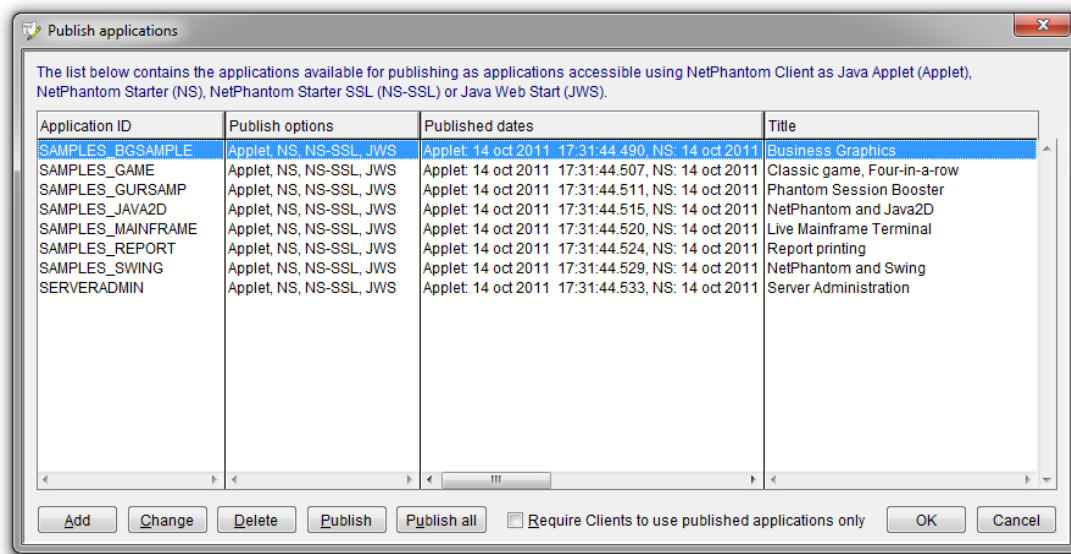 Publish applications
The list below contains the applications available for publishing as applications accessible using NetPhantom Client as Java Applet (Applet),
NetPhantom Starter (NS), NetPhantom Starter SSL (NS-SSL) or Java Web Start (JWS).
Application ID Publish options Published dates Title
SAMPLES_BGSAMPLE Applet, NS, NS-SSL, JWS Applet: 14 oct 2011 17:31:44.490, NS: 14 oct 2011 Business Graphics
SAMPLES_GAME Applet, NS, NS-SSL, JWS Applet: 14 oct 2011 17:31:44.507, NS: 14 oct 2011 Classic game, Four-in-a-row
SAMPLES_GURSAMP Applet, NS, NS-SSL, JWS Applet: 14 oct 2011 17:31:44.511, NS: 14 oct 2011 Phantom Session Booster
SAMPLES_JAVA2D Applet, NS, NS-SSL, JWS Applet: 14 oct 2011 17:31:44.515, NS: 14 oct 2011 NetPhantom and Java2D
SAMPLES_MAINFRAME Applet, NS, NS-SSL, JWS Applet: 14 oct 2011 17:31:44.520, NS: 14 oct 2011 Live Mainframe Terminal
SAMPLES_REPORT Applet, NS, NS-SSL, JWS Applet: 14 oct 2011 17:31:44.524, NS: 14 oct 2011 Report printing
SAMPLES_SWING Applet, NS, NS-SSL, JWS Applet: 14 oct 2011 17:31:44.529, NS: 14 oct 2011 NetPhantom and Swing
SERVERADMIN Applet, NS, NS-SSL, JWS Applet: 14 oct 2011 17:31:44.533, NS: 14 oct 2011 Server Administration
Add Change Delete Publish Publish all Require Clients to use published applications only OK Cancel